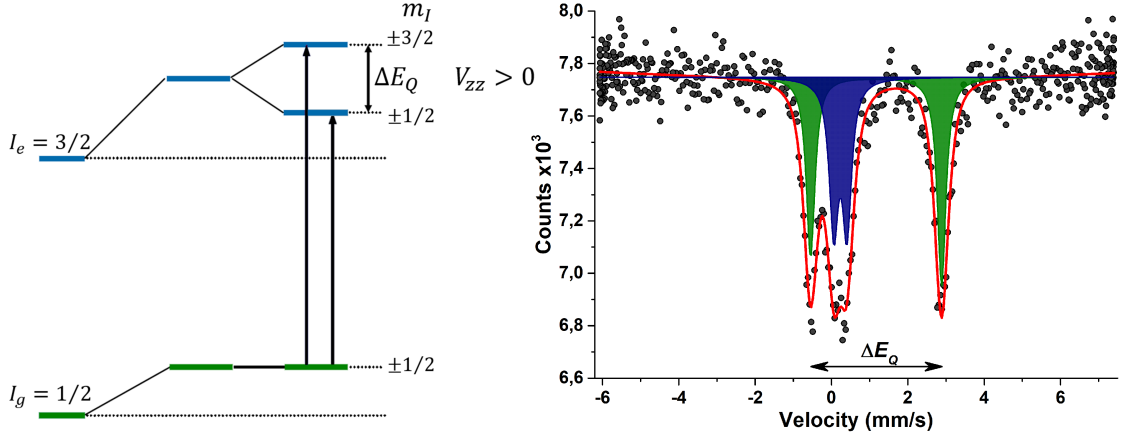 m_I
±3/2
ΔE_Q
V_zz > 0
±1/2
I_e = 3/2
±1/2
I_g = 1/2
8,0
7,8
7,6
7,4
7,2
7,0
6,8
6,6
Counts x10³
ΔE_Q
-6 -4 -2 0 2 4 6
Velocity (mm/s)